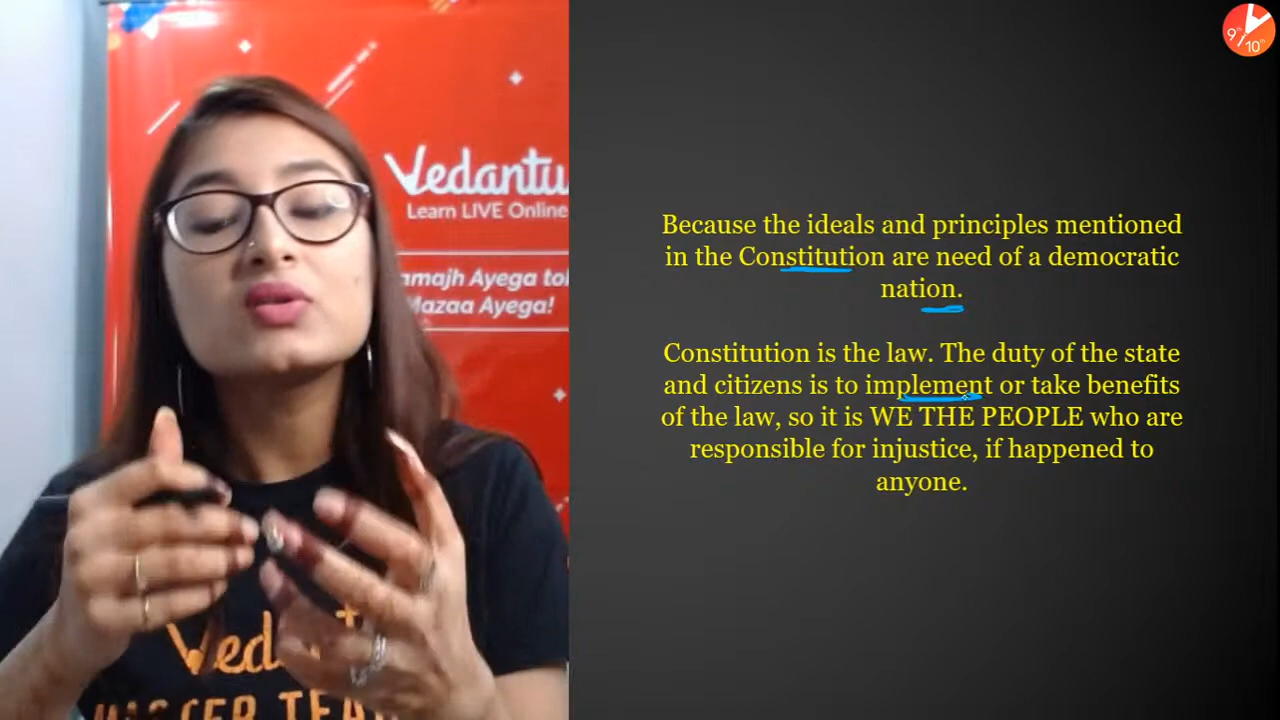 Vedantu
Learn LIVE Online
amajh Ayega to
Mazaa Ayega!
9th
10th
Because the ideals and principles mentioned
in the Constitution are need of a democratic
nation.
Constitution is the law. The duty of the state
and citizens is to implement or take benefits
of the law, so it is WE THE PEOPLE who are
responsible for injustice, if happened to
anyone.
Ved